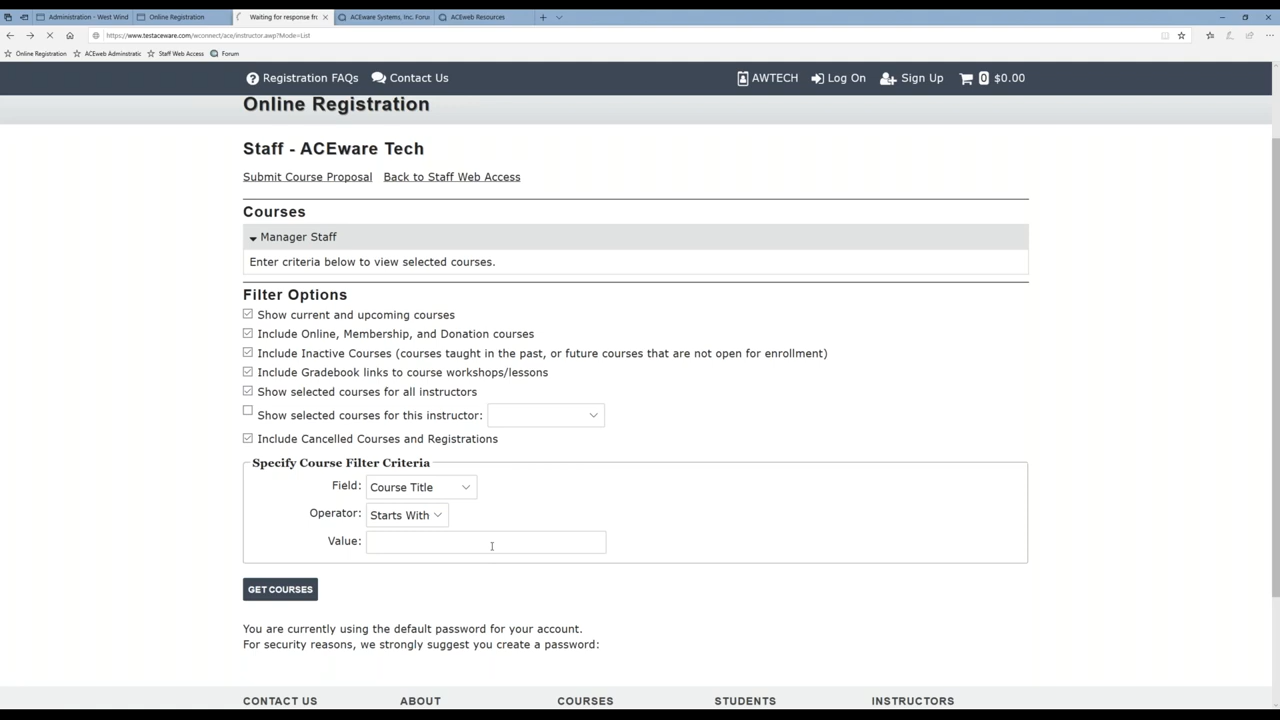 Administration - West Wind
Online Registration
Waiting for response fr
ACEware Systems, Inc. Foru
ACEweb Resources
https://www.testaceware.com/wconnect/ace/instructor.awp?Mode=List
Online Registration
ACEweb Adminstratic
Staff Web Access
Forum
Registration FAQs
Contact Us
AWTECH
Log On
Sign Up
0 $0.00
Online Registration
Staff - ACEware Tech
Submit Course Proposal
Back to Staff Web Access
Courses
Manager Staff
Enter criteria below to view selected courses.
Filter Options
Show current and upcoming courses
Include Online, Membership, and Donation courses
Include Inactive Courses (courses taught in the past, or future courses that are not open for enrollment)
Include Gradebook links to course workshops/lessons
Show selected courses for all instructors
Show selected courses for this instructor:
Include Cancelled Courses and Registrations
Specify Course Filter Criteria
Field: Course Title
Operator: Starts With
Value:
GET COURSES
You are currently using the default password for your account.
For security reasons, we strongly suggest you create a password:
CONTACT US
ABOUT
COURSES
STUDENTS
INSTRUCTORS